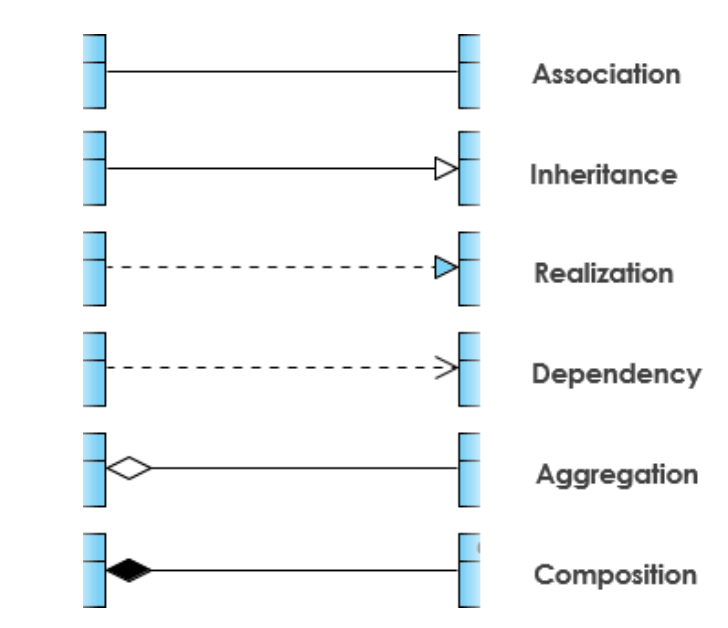 Association
Inheritance
Realization
Dependency
Aggregation
Composition